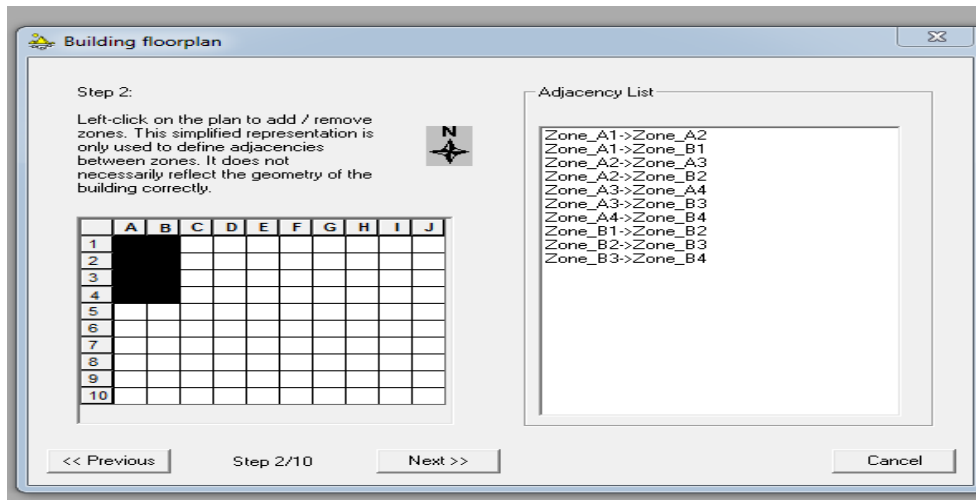 Building floorplan
Step 2:
Left-click on the plan to add / remove
zones. This simplified representation is
only used to define adjacencies
between zones. It does not
necessarily reflect the geometry of the
building correctly.
N
A B C D E F G H I J
1
2
3
4
5
6
7
8
9
10
Adjacency List
Zone_A1->Zone_A2
Zone_A1->Zone_B1
Zone_A2->Zone_A3
Zone_A2->Zone_B2
Zone_A3->Zone_A4
Zone_A3->Zone_B3
Zone_A4->Zone_B4
Zone_B1->Zone_B2
Zone_B2->Zone_B3
Zone_B3->Zone_B4
<< Previous Step 2/10 Next >> Cancel